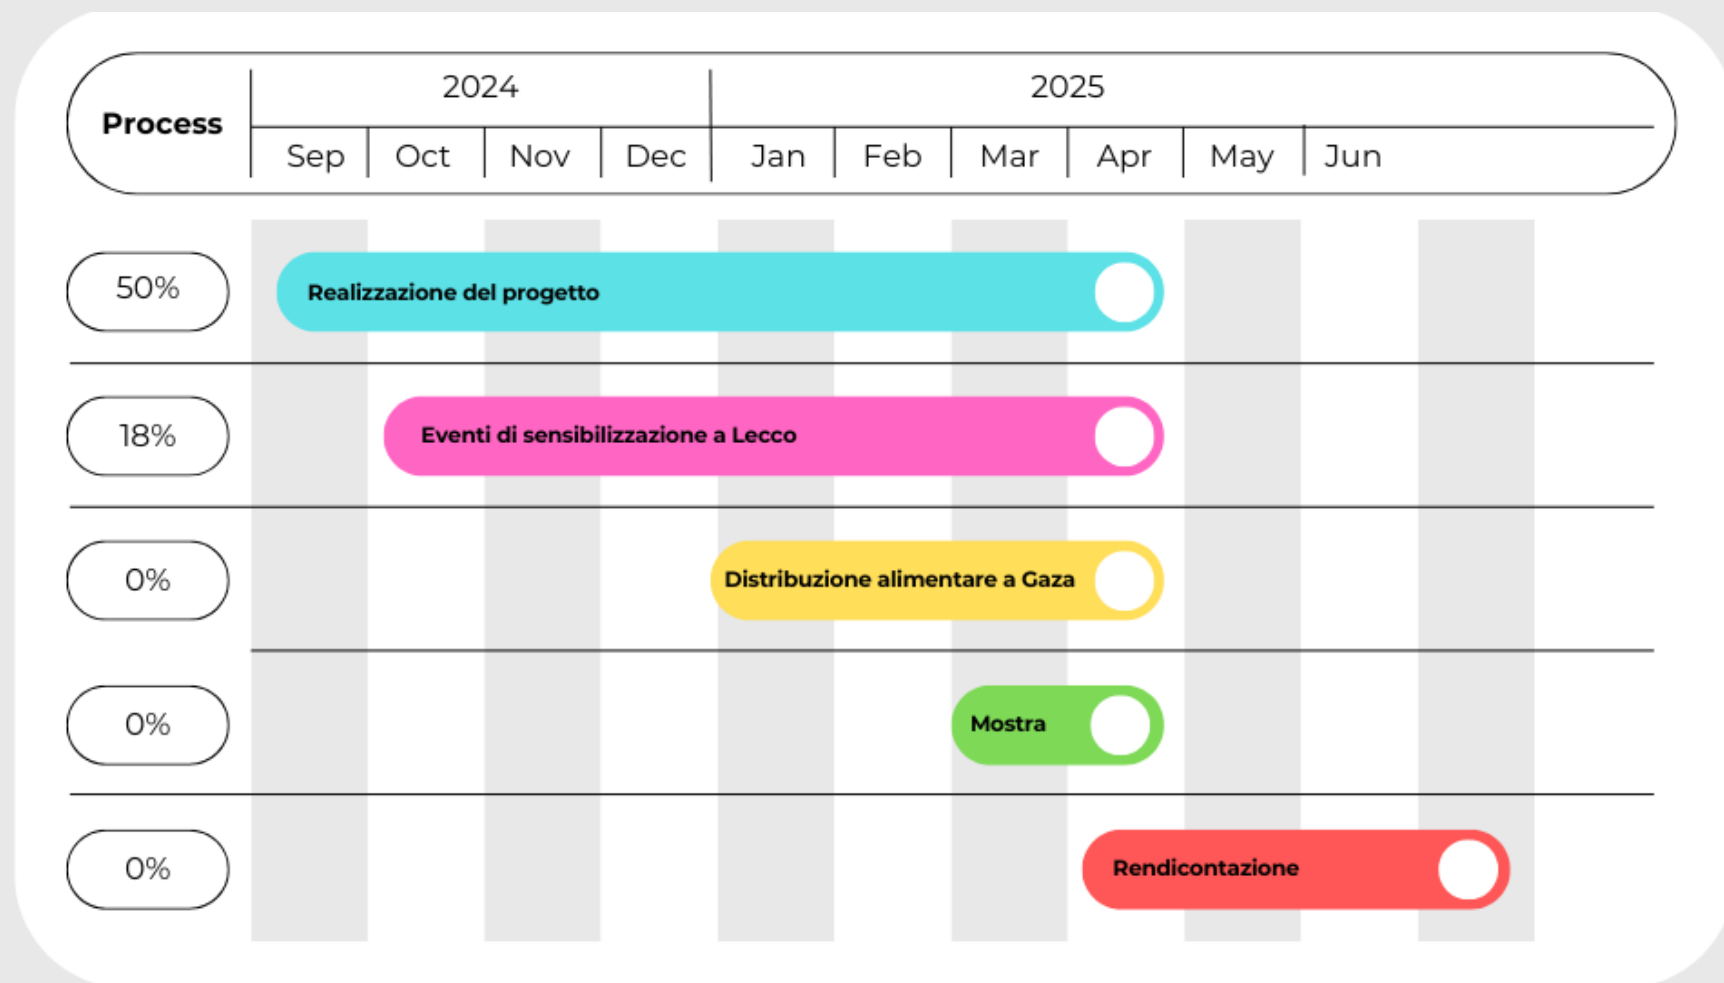 Process
2024
2025
Sep
Oct
Nov
Dec
Jan
Feb
Mar
Apr
May
Jun
50%
Realizzazione del progetto
18%
Eventi di sensibilizzazione a Lecco
0%
Distribuzione alimentare a Gaza
0%
Mostra
0%
Rendicontazione